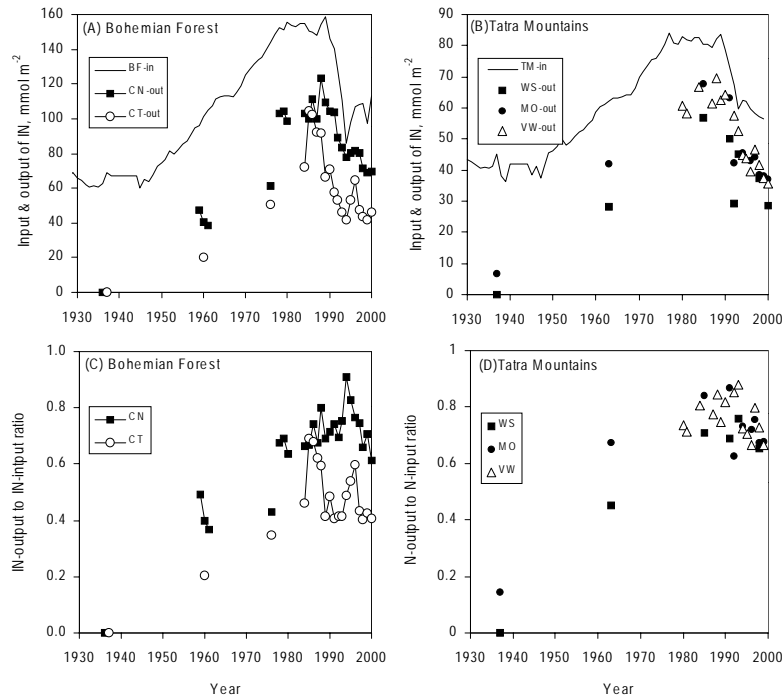 (A) Bohemian Forest
BF-in
CN-out
CT-out
Input & output of IN, mmol m-2
160
140
120
100
80
60
40
20
0
1930 1940 1950 1960 1970 1980 1990 2000
(B)Tatra Mountains
TM-in
WS-out
MO-out
VW-out
Input & output of IN, mmol m-2
90
80
70
60
50
40
30
20
10
0
1930 1940 1950 1960 1970 1980 1990 2000
(C) Bohemian Forest
CN
CT
IN-output to IN-intput ratio
1.0
0.8
0.6
0.4
0.2
0.0
1930 1940 1950 1960 1970 1980 1990 2000
Year
(D)Tatra Mountains
WS
MO
VW
N-output to N-input ratio
1
0.8
0.6
0.4
0.2
0
1930 1940 1950 1960 1970 1980 1990 2000
Year